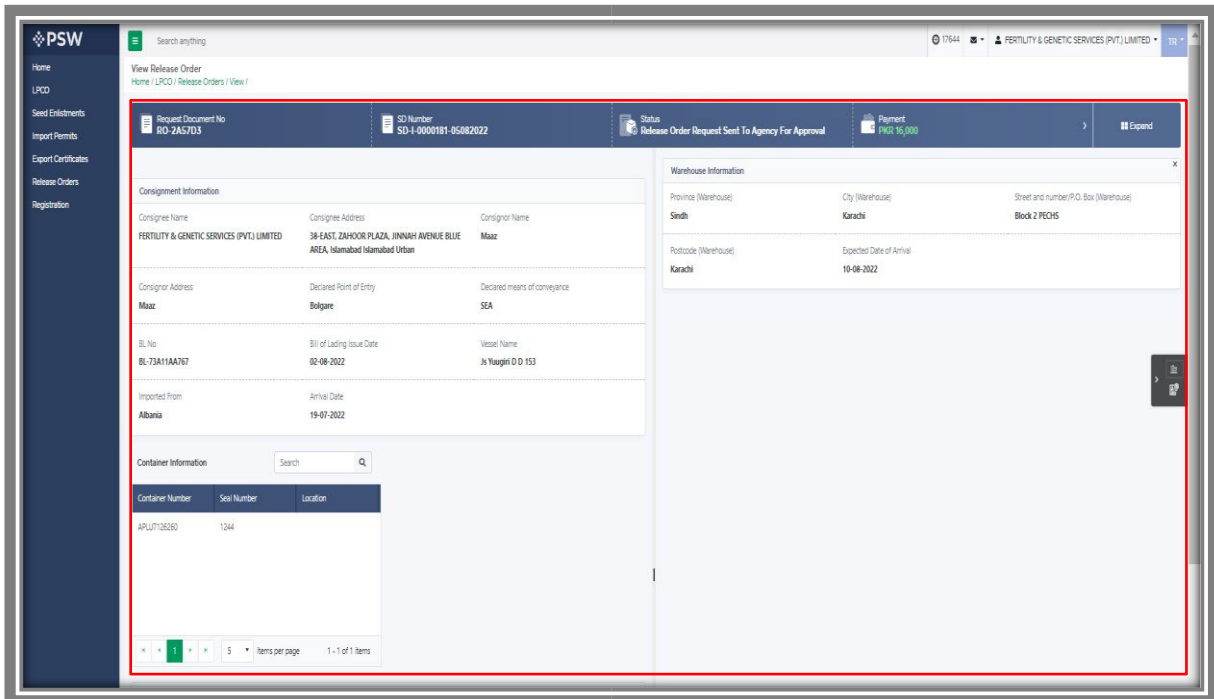 PSW
Search anything
17644
FERTILITY & GENETIC SERVICES (PVT.) LIMITED
TR
Home
LPCO
Seed Enlistments
Import Permits
Export Certificates
Release Orders
Registration
View Release Order
Home / LPCO / Release Orders / View /
Request Document No
RO-2A57D3
SD Number
SD-I-0000181-05082022
Status
Release Order Request Sent To Agency For Approval
Payment
PKR 16,000
Expand
Consignment Information
Consignee Name
Consignee Address
Consignor Name
FERTILITY & GENETIC SERVICES (PVT.) LIMITED
38-EAST, ZAHOOR PLAZA, JINNAH AVENUE BLUE
AREA, Islamabad Islamabad Urban
Maaz
Consignor Address
Declared Point of Entry
Declared means of conveyance
Maaz
Bolgare
SEA
BL No
Bill of Lading Issue Date
Vessel Name
BL-73A11AA767
02-08-2022
Js Yuugiri D D 153
Imported From
Arrival Date
Albania
19-07-2022
Container Information
Search
Container Number
Seal Number
Location
APLU7126260
1244
1
5
items per page
1 - 1 of 1 items
Warehouse Information
x
Province (Warehouse)
City (Warehouse)
Street and number/P.O. Box (Warehouse)
Sindh
Karachi
Block 2 PECHS
Postcode (Warehouse)
Expected Date of Arrival
Karachi
10-08-2022